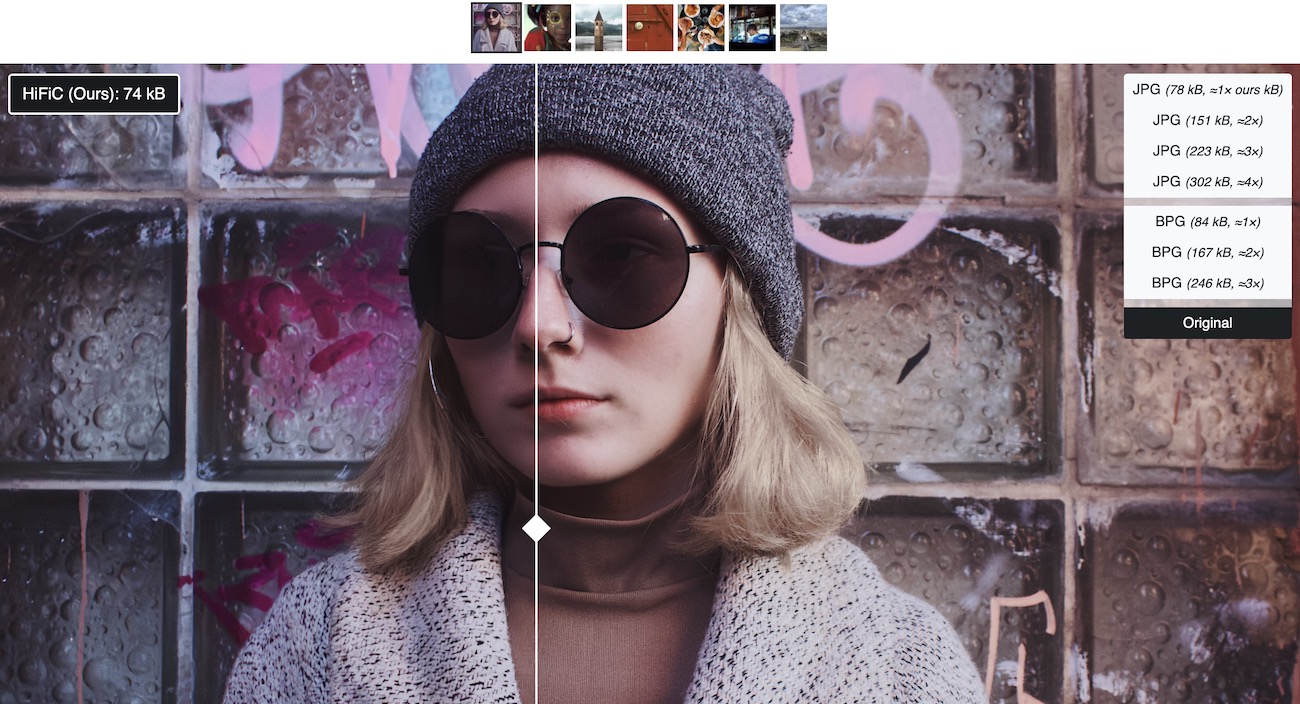 HiFiC (Ours): 74 kB
JPG (78 kB, ≈1× ours kB)
JPG (151 kB, ≈2×)
JPG (223 kB, ≈3×)
JPG (302 kB, ≈4×)
BPG (84 kB, ≈1×)
BPG (167 kB, ≈2×)
BPG (246 kB, ≈3×)
Original